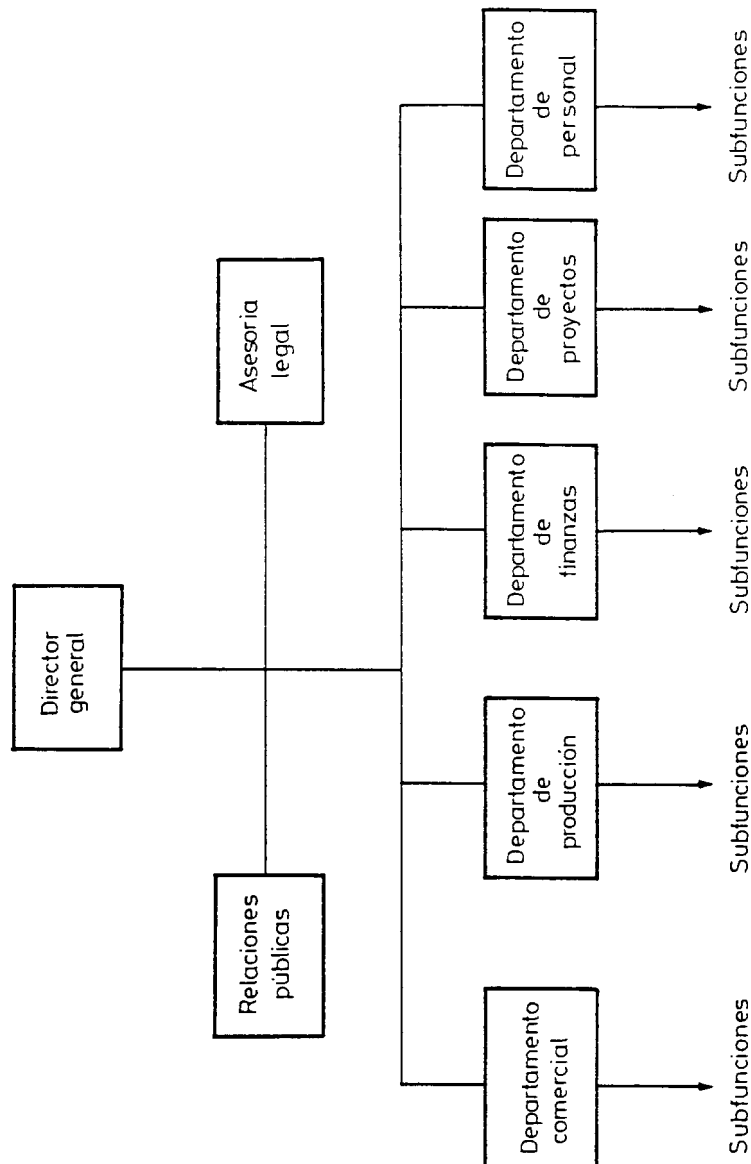 Director
general
Relaciones
públicas
Asesoria
legal
Departamento
comercial
Departamento
de
producción
Departamento
de
finanzas
Departamento
de
proyectos
Departamento
de
personal
Subfunciones
Subfunciones
Subfunciones
Subfunciones
Subfunciones